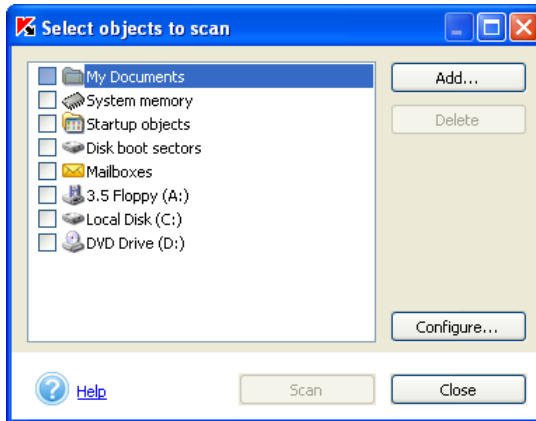 Select objects to scan
My Documents
System memory
Startup objects
Disk boot sectors
Mailboxes
3.5 Floppy (A:)
Local Disk (C:)
DVD Drive (D:)
Add...
Delete
Configure...
Help
Scan
Close